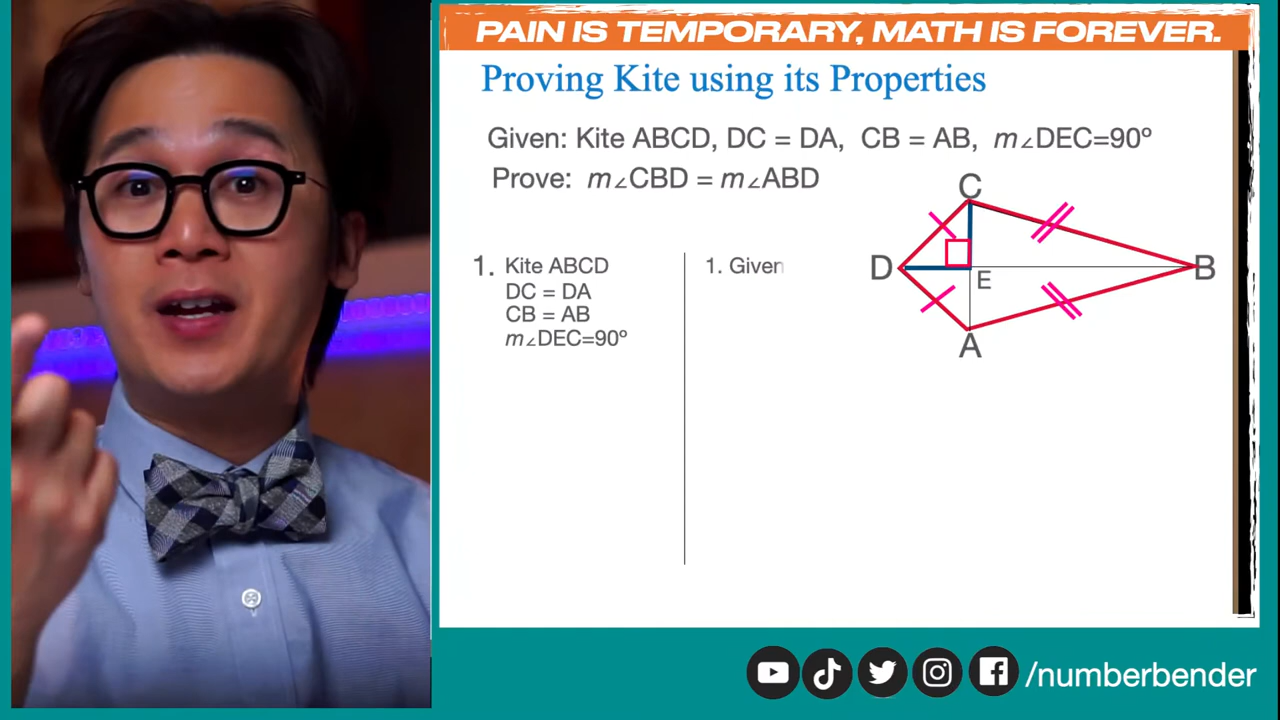 PAIN IS TEMPORARY, MATH IS FOREVER.
Proving Kite using its Properties
Given: Kite ABCD, DC = DA, CB = AB, m∠DEC=90º
Prove: m∠CBD = m∠ABD
1. Kite ABCD
DC = DA
CB = AB
m∠DEC=90º
1. Given
C
D
B
E
A
/numberbender